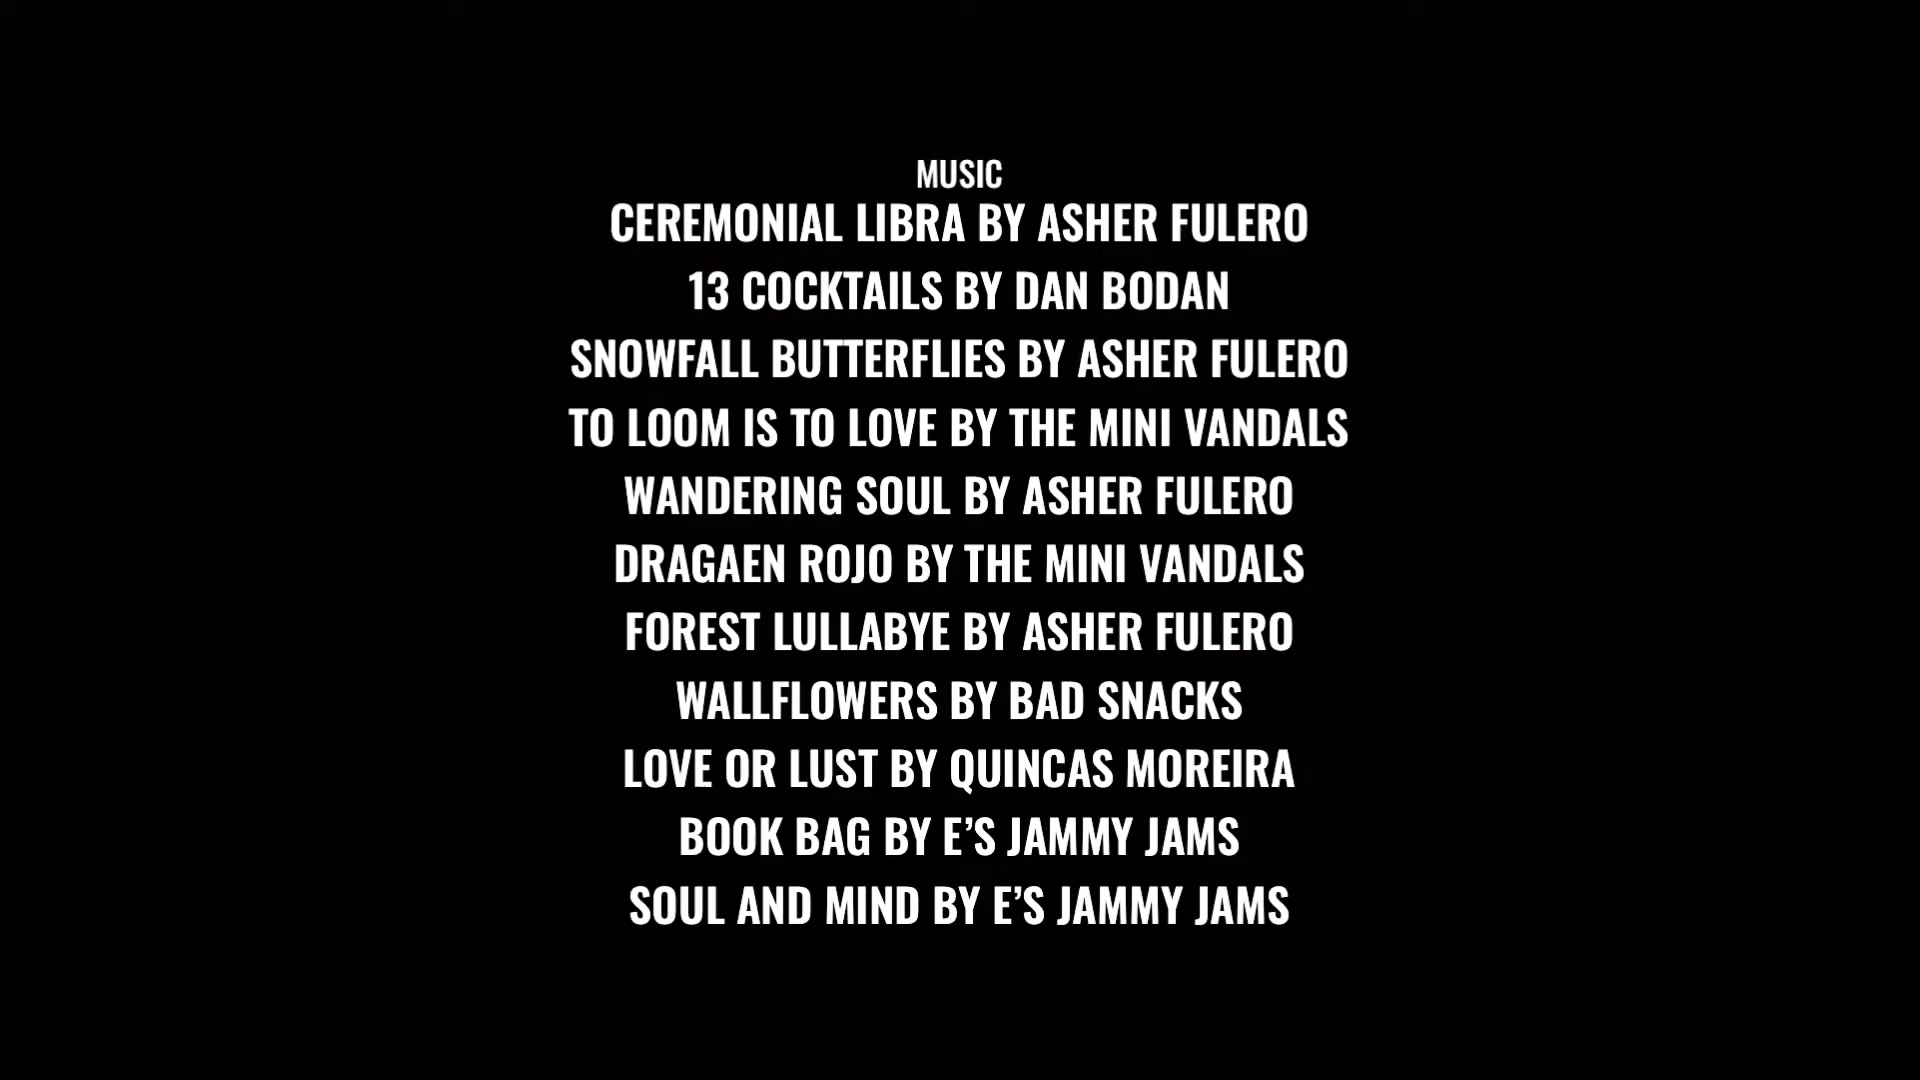 MUSIC
CEREMONIAL LIBRA BY ASHER FULERO
13 COCKTAILS BY DAN BODAN
SNOWFALL BUTTERFLIES BY ASHER FULERO
TO LOOM IS TO LOVE BY THE MINI VANDALS
WANDERING SOUL BY ASHER FULERO
DRAGAEN ROJO BY THE MINI VANDALS
FOREST LULLABYE BY ASHER FULERO
WALLFLOWERS BY BAD SNACKS
LOVE OR LUST BY QUINCAS MOREIRA
BOOK BAG BY E’S JAMMY JAMS
SOUL AND MIND BY E’S JAMMY JAMS